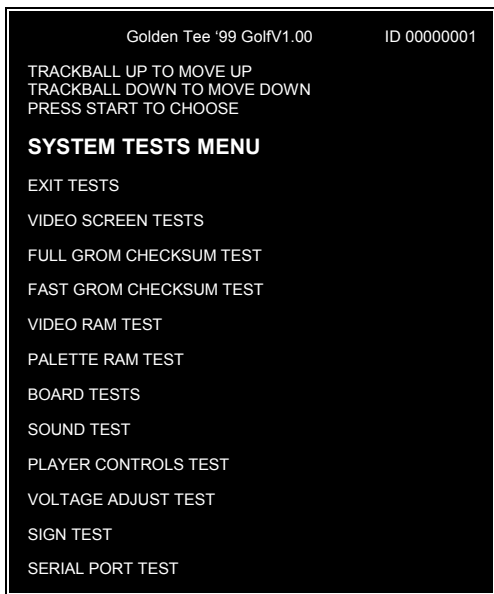 Golden Tee ‘99 GolfV1.00 ID 00000001
TRACKBALL UP TO MOVE UP
TRACKBALL DOWN TO MOVE DOWN
PRESS START TO CHOOSE
SYSTEM TESTS MENU
EXIT TESTS
VIDEO SCREEN TESTS
FULL GROM CHECKSUM TEST
FAST GROM CHECKSUM TEST
VIDEO RAM TEST
PALETTE RAM TEST
BOARD TESTS
SOUND TEST
PLAYER CONTROLS TEST
VOLTAGE ADJUST TEST
SIGN TEST
SERIAL PORT TEST